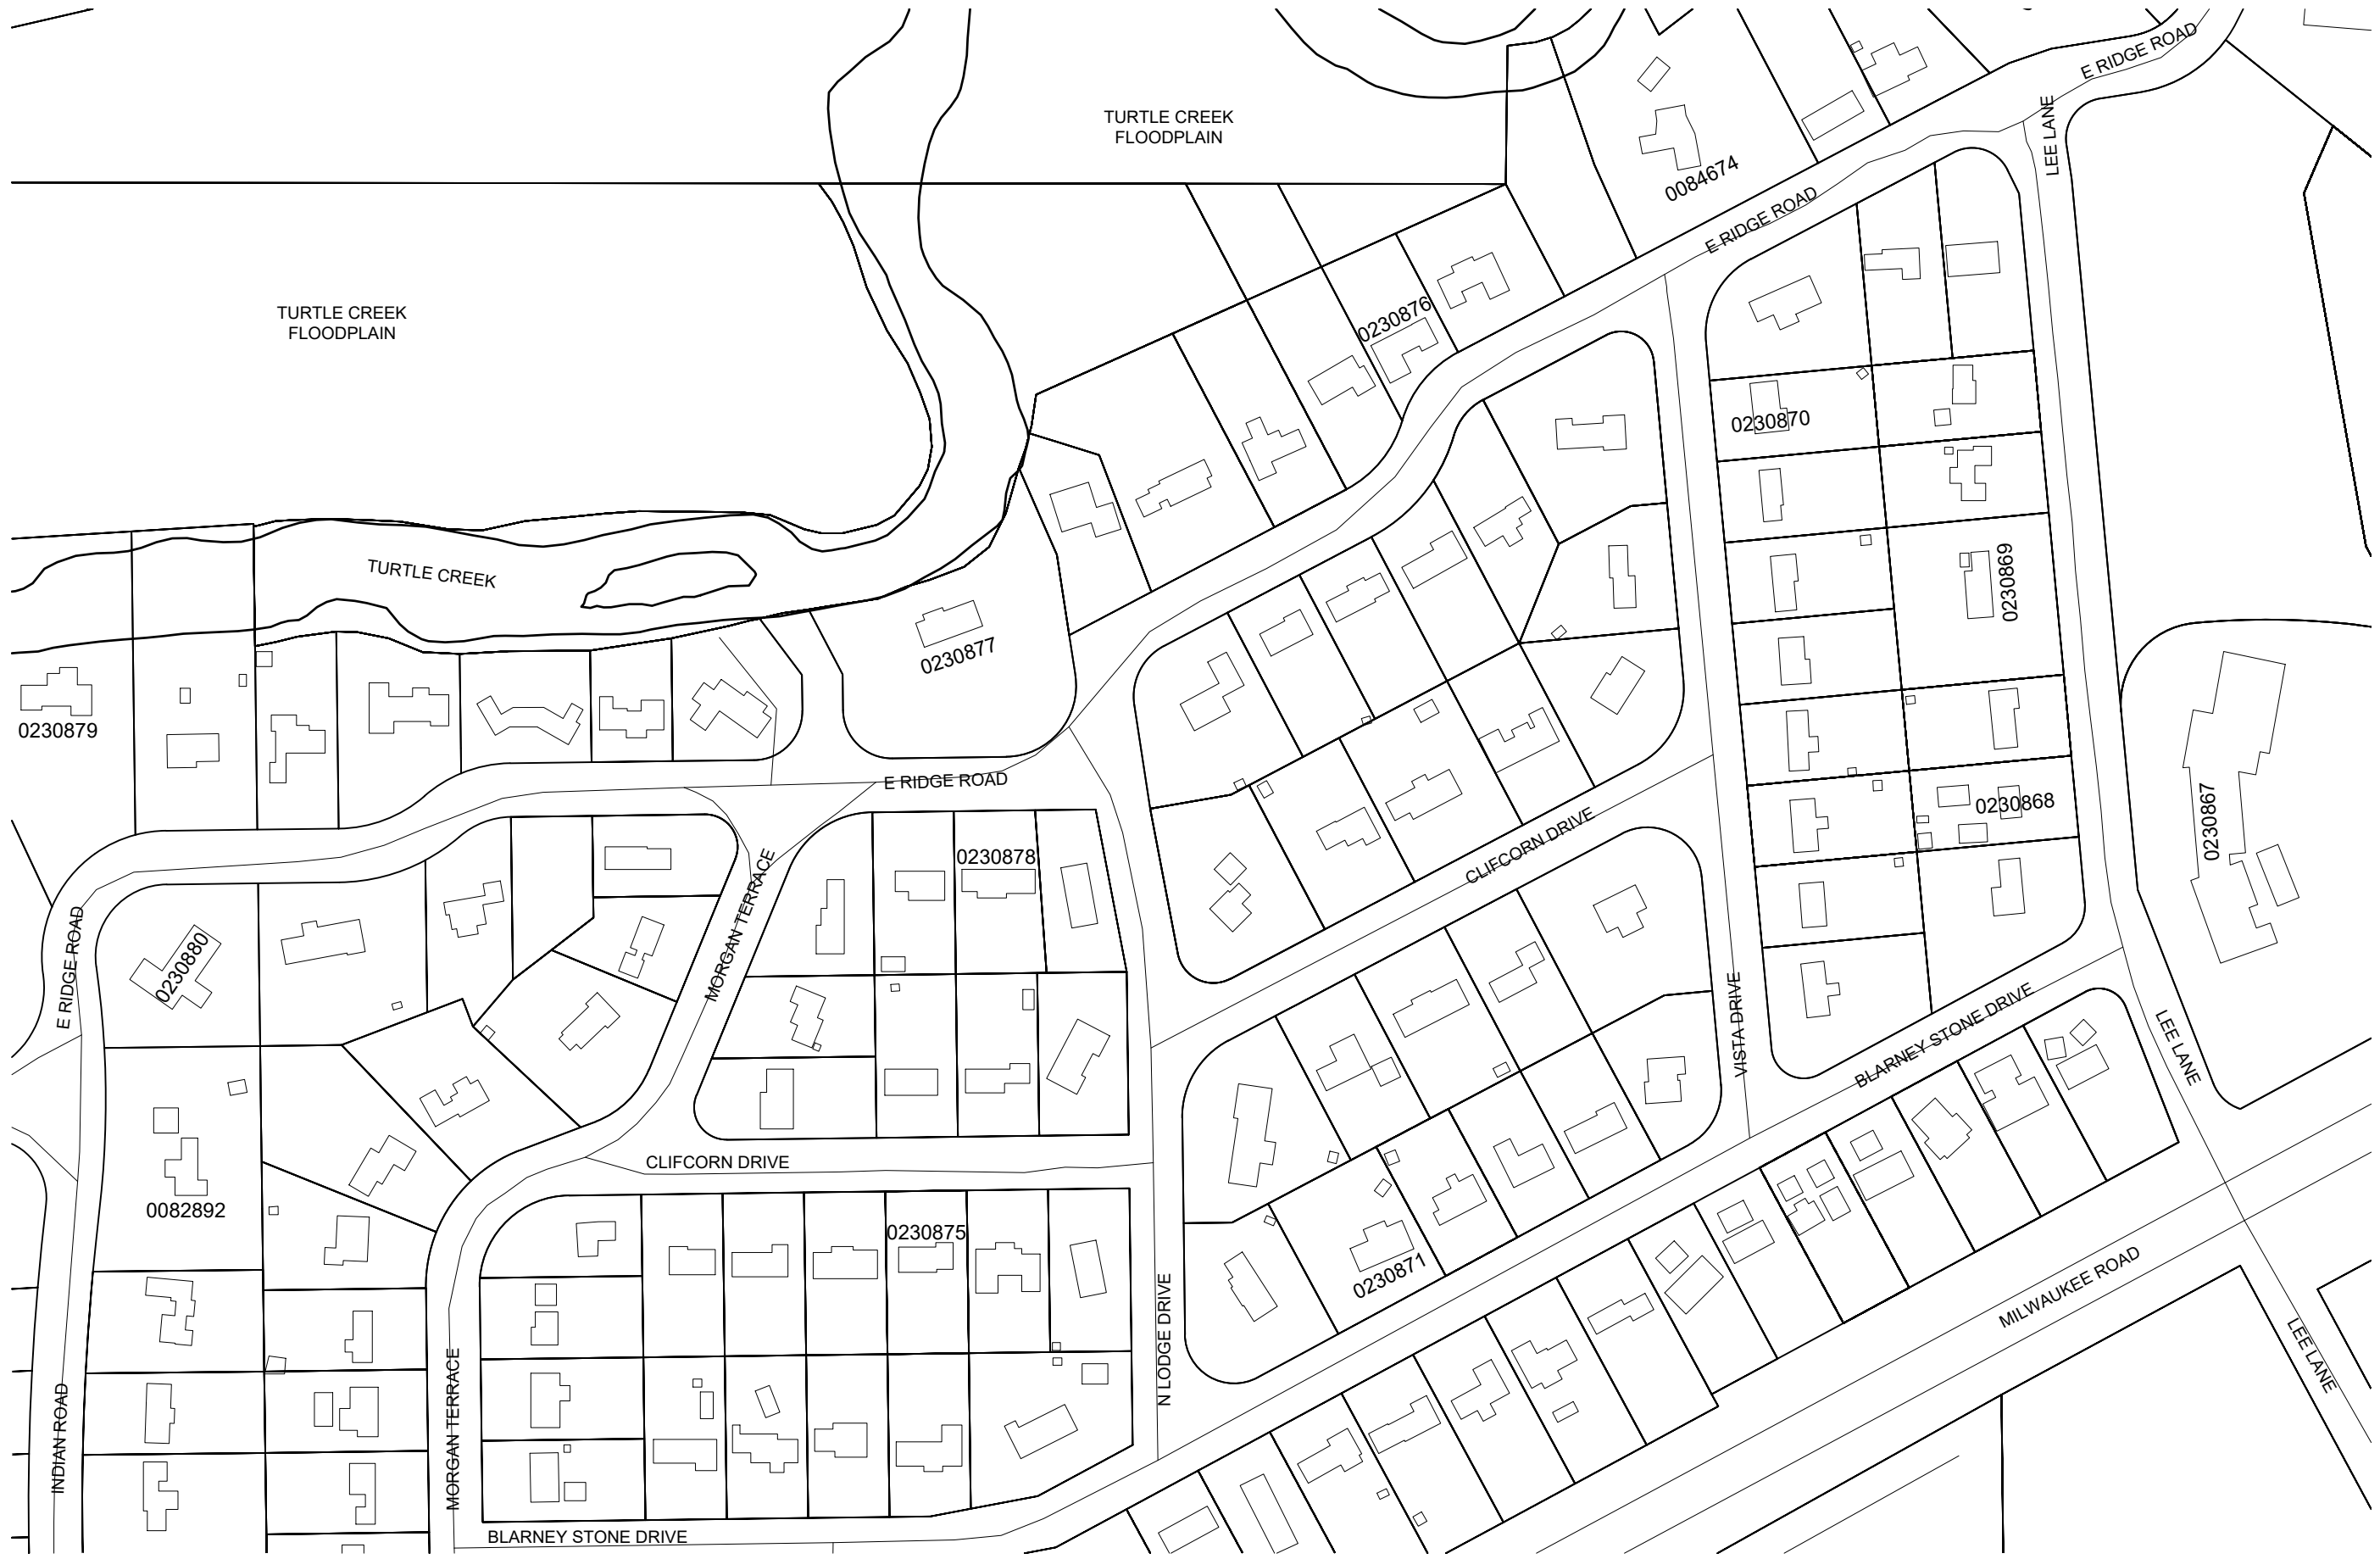 E RIDGE ROAD
TURTLE CREEK
FLOODPLAIN
LEE LANE
0084674
E RIDGE ROAD
TURTLE CREEK
FLOODPLAIN
0230876
0230870
TURTLE CREEK
0230869
0230877
0230879
E RIDGE ROAD
0230868
0230867
CLIFCORN DRIVE
0230878
MORGAN TERRACE
E RIDGE ROAD
0230880
VISTA DRIVE
BLARNEY STONE DRIVE
LEE LANE
CLIFCORN DRIVE
0082892
0230875
0230871
N LODGE DRIVE
MILWAUKEE ROAD
LEE LANE
INDIAN ROAD
MORGAN TERRACE
BLARNEY STONE DRIVE